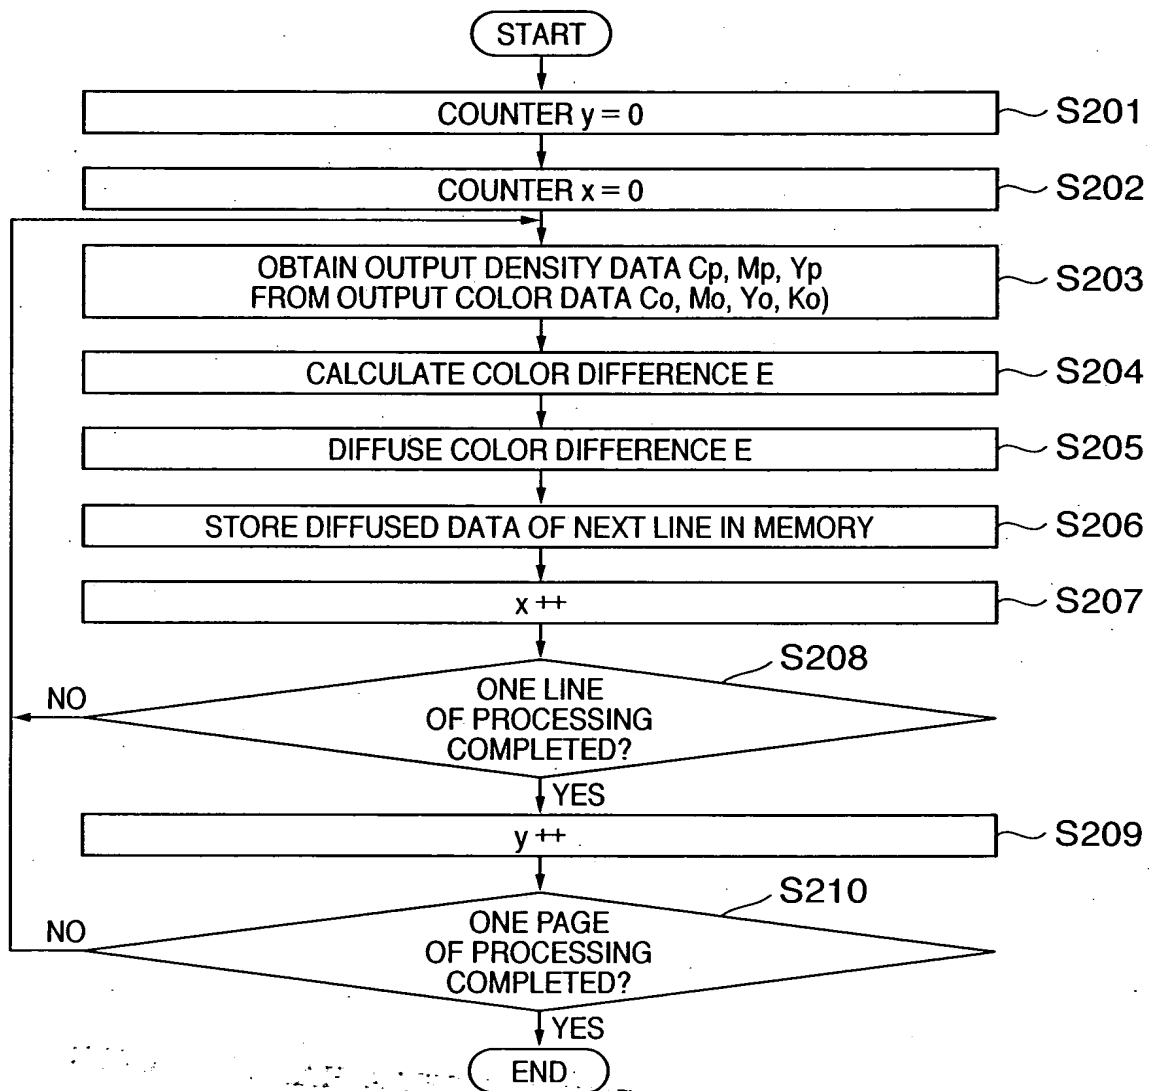 START
COUNTER y = 0
S201
COUNTER x = 0
S202
OBTAIN OUTPUT DENSITY DATA Cp, Mp, Yp
FROM OUTPUT COLOR DATA Co, Mo, Yo, Ko)
S203
CALCULATE COLOR DIFFERENCE E
S204
DIFFUSE COLOR DIFFERENCE E
S205
STORE DIFFUSED DATA OF NEXT LINE IN MEMORY
S206
x ++
S207
S208
ONE LINE
OF PROCESSING
COMPLETED?
NO
YES
y ++
S209
S210
ONE PAGE
OF PROCESSING
COMPLETED?
NO
YES
END